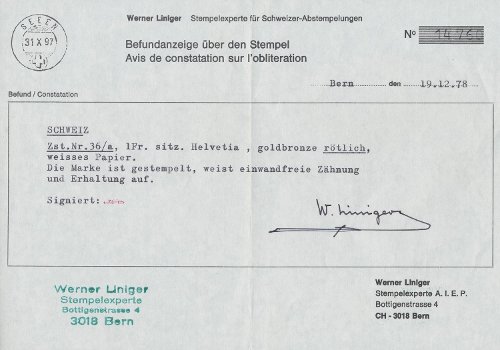 SEEEN
31 X 97
Werner Liniger Stempelexperte für Schweizer-Abstempelungen
Befundanzeige über den Stempel
Avis de constatation sur l'oblitération
Nº
Bern den 19.12.78
Befund / Constatation
SCHWEIZ
Zst.Nr.36/a, 1Fr. sitz. Helvetia , goldbronze rötlich,
weisses Papier.
Die Marke ist gestempelt, weist einwandfreie Zähnung
und Erhaltung auf.
Signiert:
W. Liniger
Werner Liniger
Stempelexperte
Bottigenstrasse 4
3018 Bern
Werner Liniger
Stempelexperte A. I. E. P.
Bottigenstrasse 4
CH - 3018 Bern